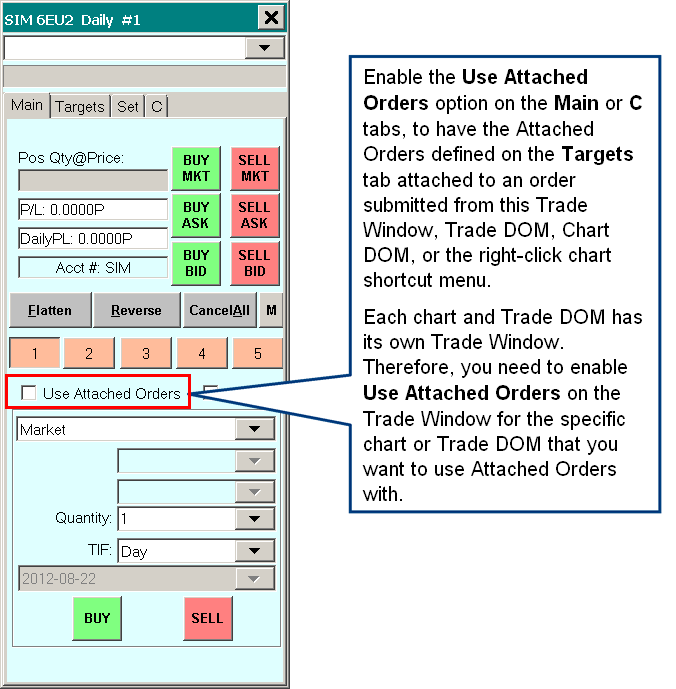 SIM 6EU2 Daily #1
Main Targets Set C
Pos Qty@Price:
BUY MKT
SELL MKT
P/L: 0.0000P
BUY ASK
SELL ASK
DailyPL: 0.0000P
BUY BID
SELL BID
Acct #: SIM
Flatten Reverse CancelAll M
1 2 3 4 5
Use Attached Orders
Market
Quantity: 1
TIF: Day
2012-08-22
BUY SELL
Enable the Use Attached
Orders option on the Main or C
tabs, to have the Attached
Orders defined on the Targets
tab attached to an order
submitted from this Trade
Window, Trade DOM, Chart
DOM, or the right-click chart
shortcut menu.
Each chart and Trade DOM has
its own Trade Window.
Therefore, you need to enable
Use Attached Orders on the
Trade Window for the specific
chart or Trade DOM that you
want to use Attached Orders
with.